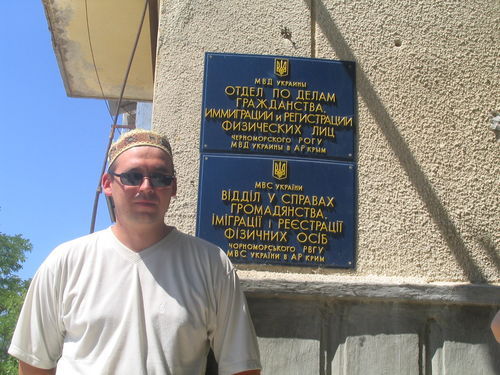 МВД УКРАИНЫ
ОТДЕЛ ПО ДЕЛАМ
ГРАЖДАНСТВА,
ИММИГРАЦИИ и РЕГИСТРАЦИИ
ФИЗИЧЕСКИХ ЛИЦ
ЧЕРНОМОРСКОГО РОГУ
МВД УКРАИНЫ в АР КРЫМ
МВС УКРАЇНИ
ВІДДІЛ У СПРАВАХ
ГРОМАДЯНСТВА,
ІМІГРАЦІЇ І РЕЄСТРАЦІЇ
ФІЗИЧНИХ ОСІБ
ЧОРНОМОРСЬКОГО РВГУ
МВС УКРАЇНИ в АР КРИМ